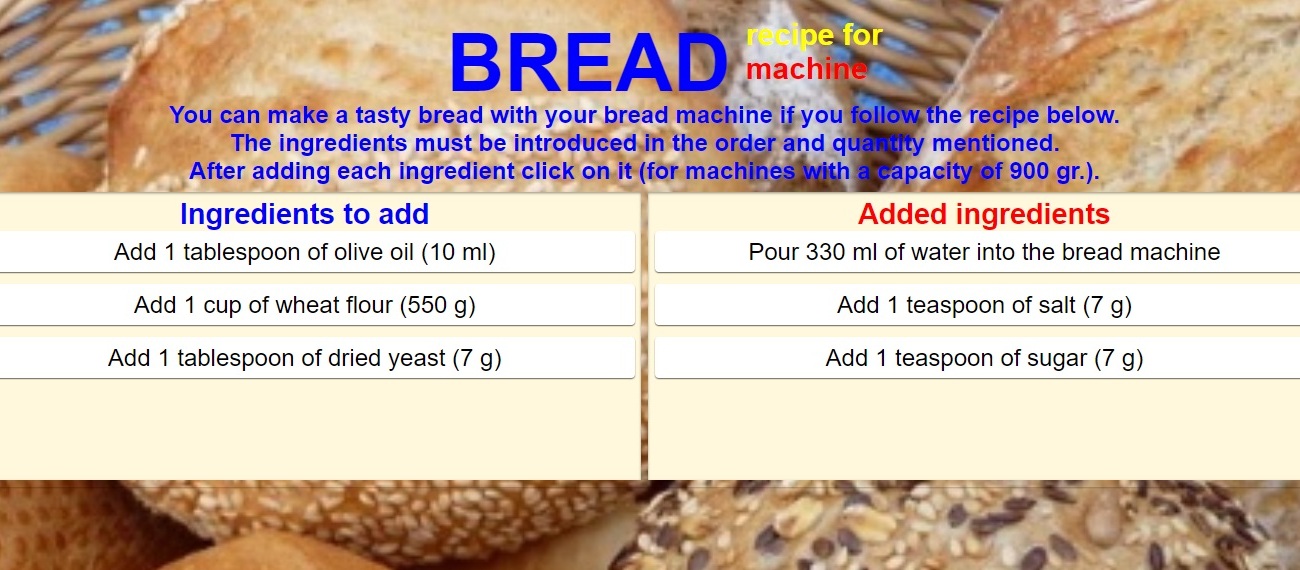 BREAD
recipe for
machine
You can make a tasty bread with your bread machine if you follow the recipe below.
The ingredients must be introduced in the order and quantity mentioned.
After adding each ingredient click on it (for machines with a capacity of 900 gr.).
Ingredients to add
Add 1 tablespoon of olive oil (10 ml)
Add 1 cup of wheat flour (550 g)
Add 1 tablespoon of dried yeast (7 g)
Added ingredients
Pour 330 ml of water into the bread machine
Add 1 teaspoon of salt (7 g)
Add 1 teaspoon of sugar (7 g)